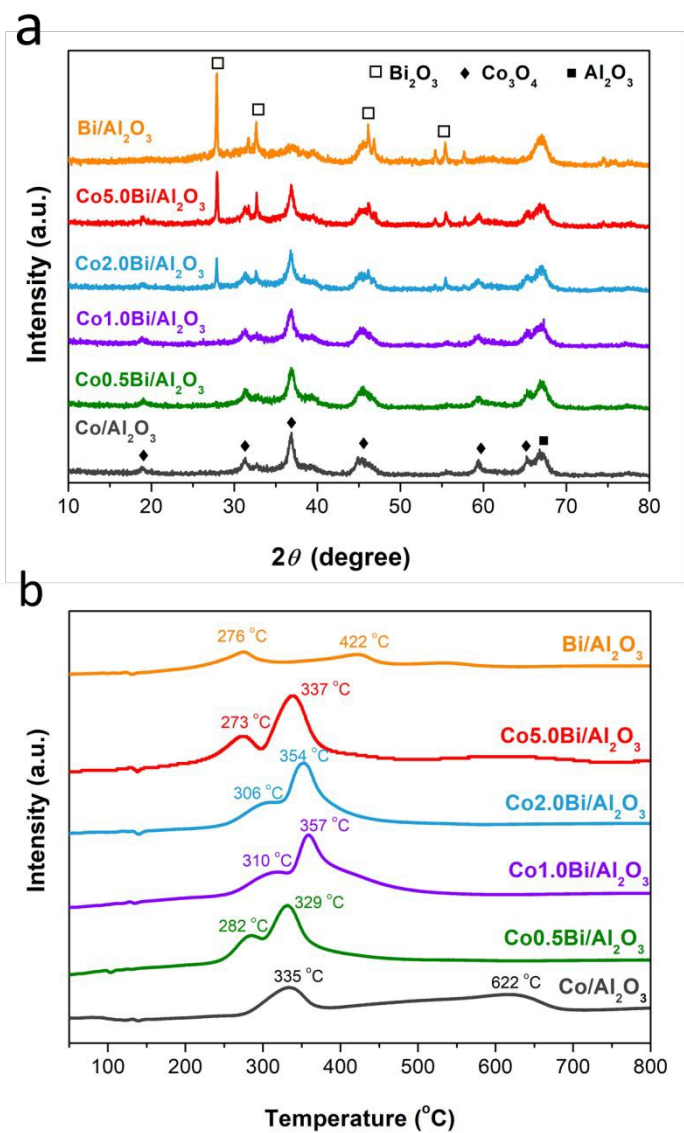 a
□ Bi₂O₃ ♦ Co₃O₄ ■ Al₂O₃
Bi/Al₂O₃
Co5.0Bi/Al₂O₃
Co2.0Bi/Al₂O₃
Co1.0Bi/Al₂O₃
Co0.5Bi/Al₂O₃
Co/Al₂O₃
Intensity (a.u.)
10 20 30 40 50 60 70 80
2θ (degree)
b
276 °C 422 °C Bi/Al₂O₃
337 °C
273 °C Co5.0Bi/Al₂O₃
354 °C
306 °C Co2.0Bi/Al₂O₃
357 °C
310 °C Co1.0Bi/Al₂O₃
329 °C
282 °C Co0.5Bi/Al₂O₃
335 °C 622 °C Co/Al₂O₃
Intensity (a.u.)
100 200 300 400 500 600 700 800
Temperature (°C)